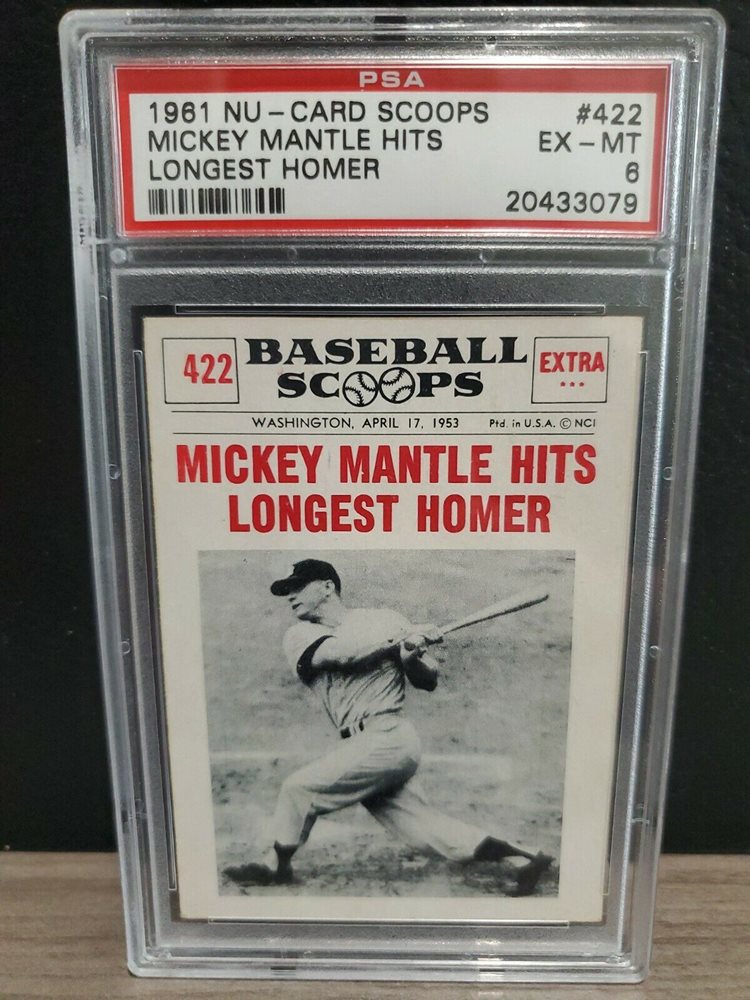 PSA
1961 NU-CARD SCOOPS #422
MICKEY MANTLE HITS EX-MT
LONGEST HOMER 6
20433079
422 BASEBALL SCOOPS EXTRA
WASHINGTON, APRIL 17, 1953 Ptd. in U.S.A. © NCI
MICKEY MANTLE HITS
LONGEST HOMER